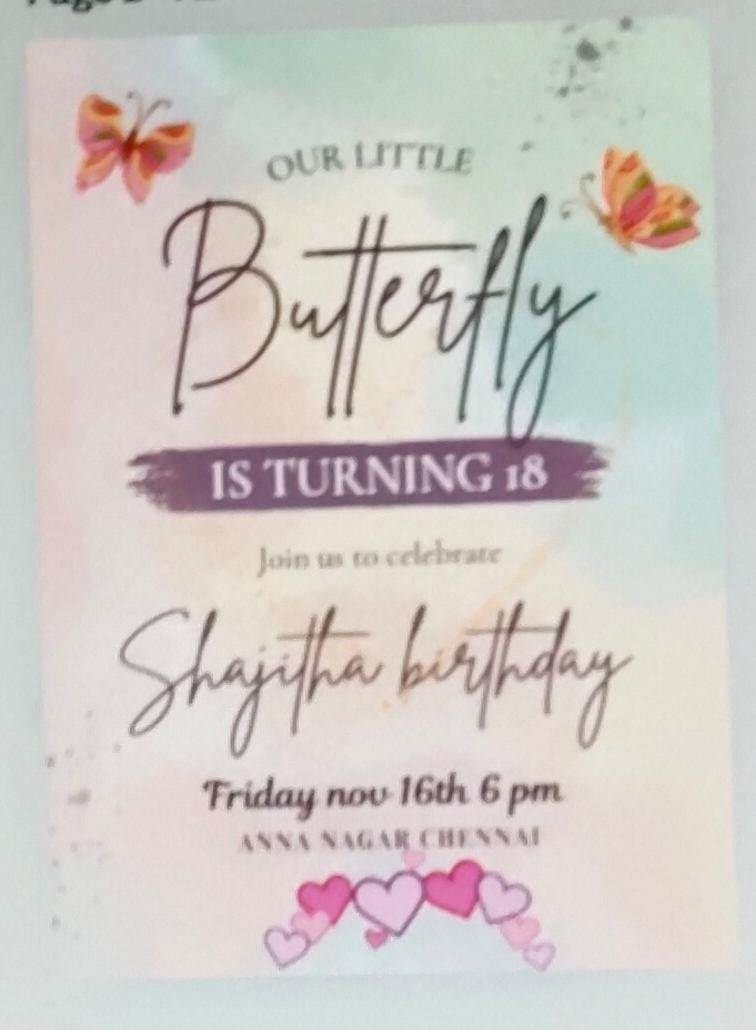 OUR LITTLE
Butterfly
IS TURNING 18
Join us to celebrate
Shajitha birthday
Friday nov 16th 6 pm
ANNA NAGAR CHENNAI